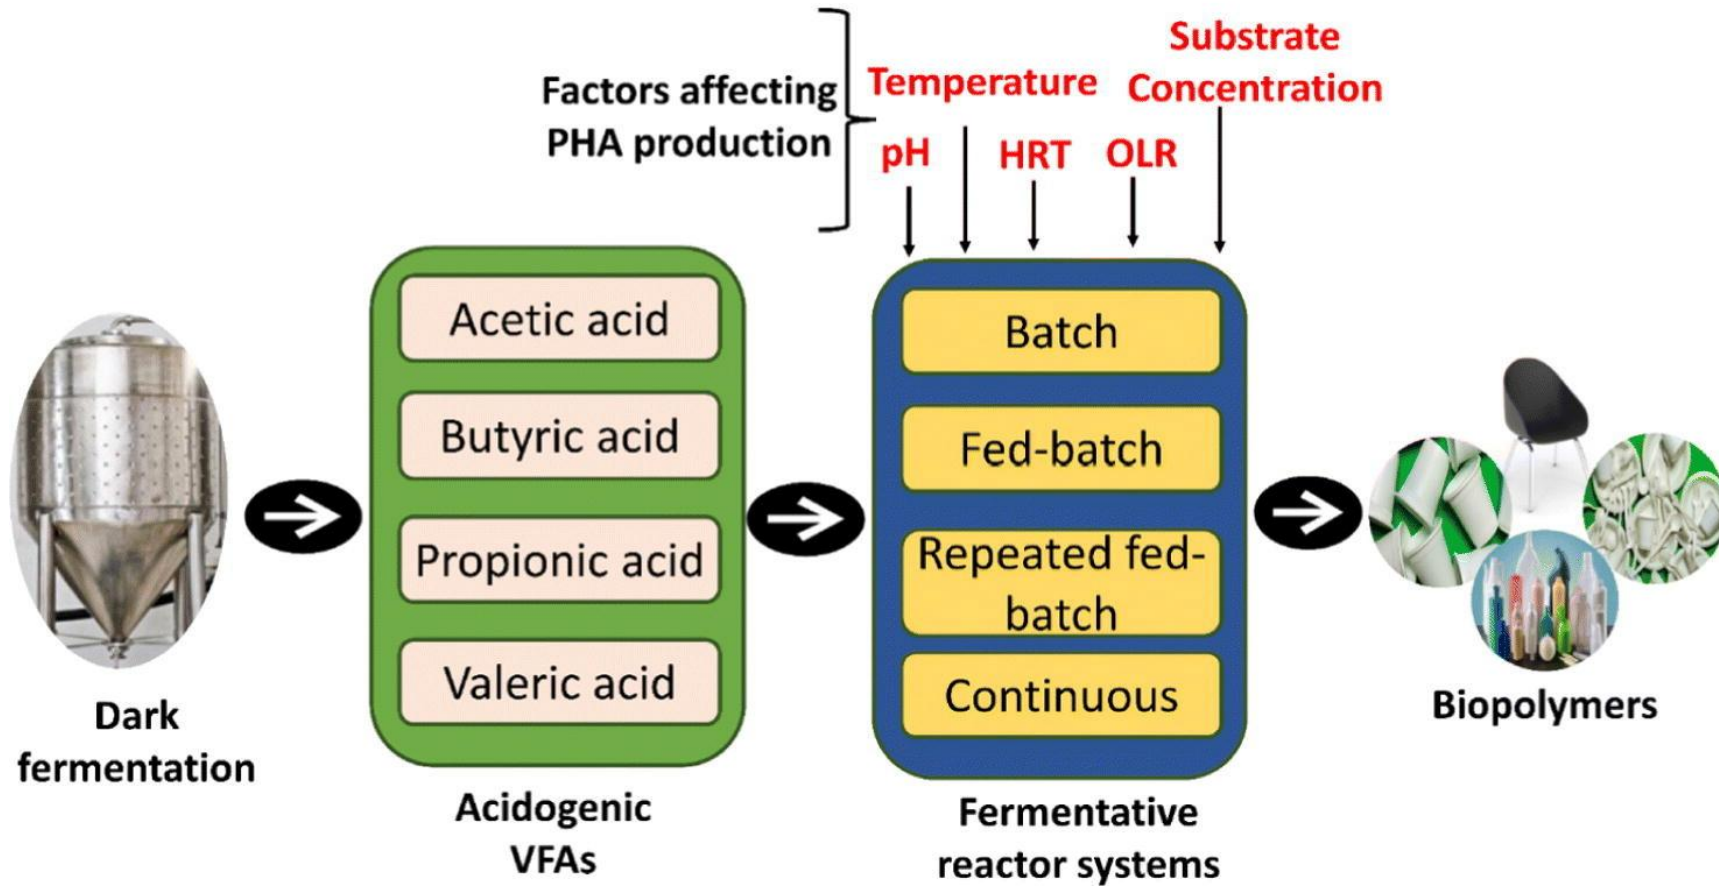 Factors affecting
PHA production
Temperature
Substrate
Concentration
pH
HRT
OLR
Dark
fermentation
Acetic acid
Butyric acid
Propionic acid
Valeric acid
Acidogenic
VFAs
Batch
Fed-batch
Repeated fed-
batch
Continuous
Fermentative
reactor systems
Biopolymers